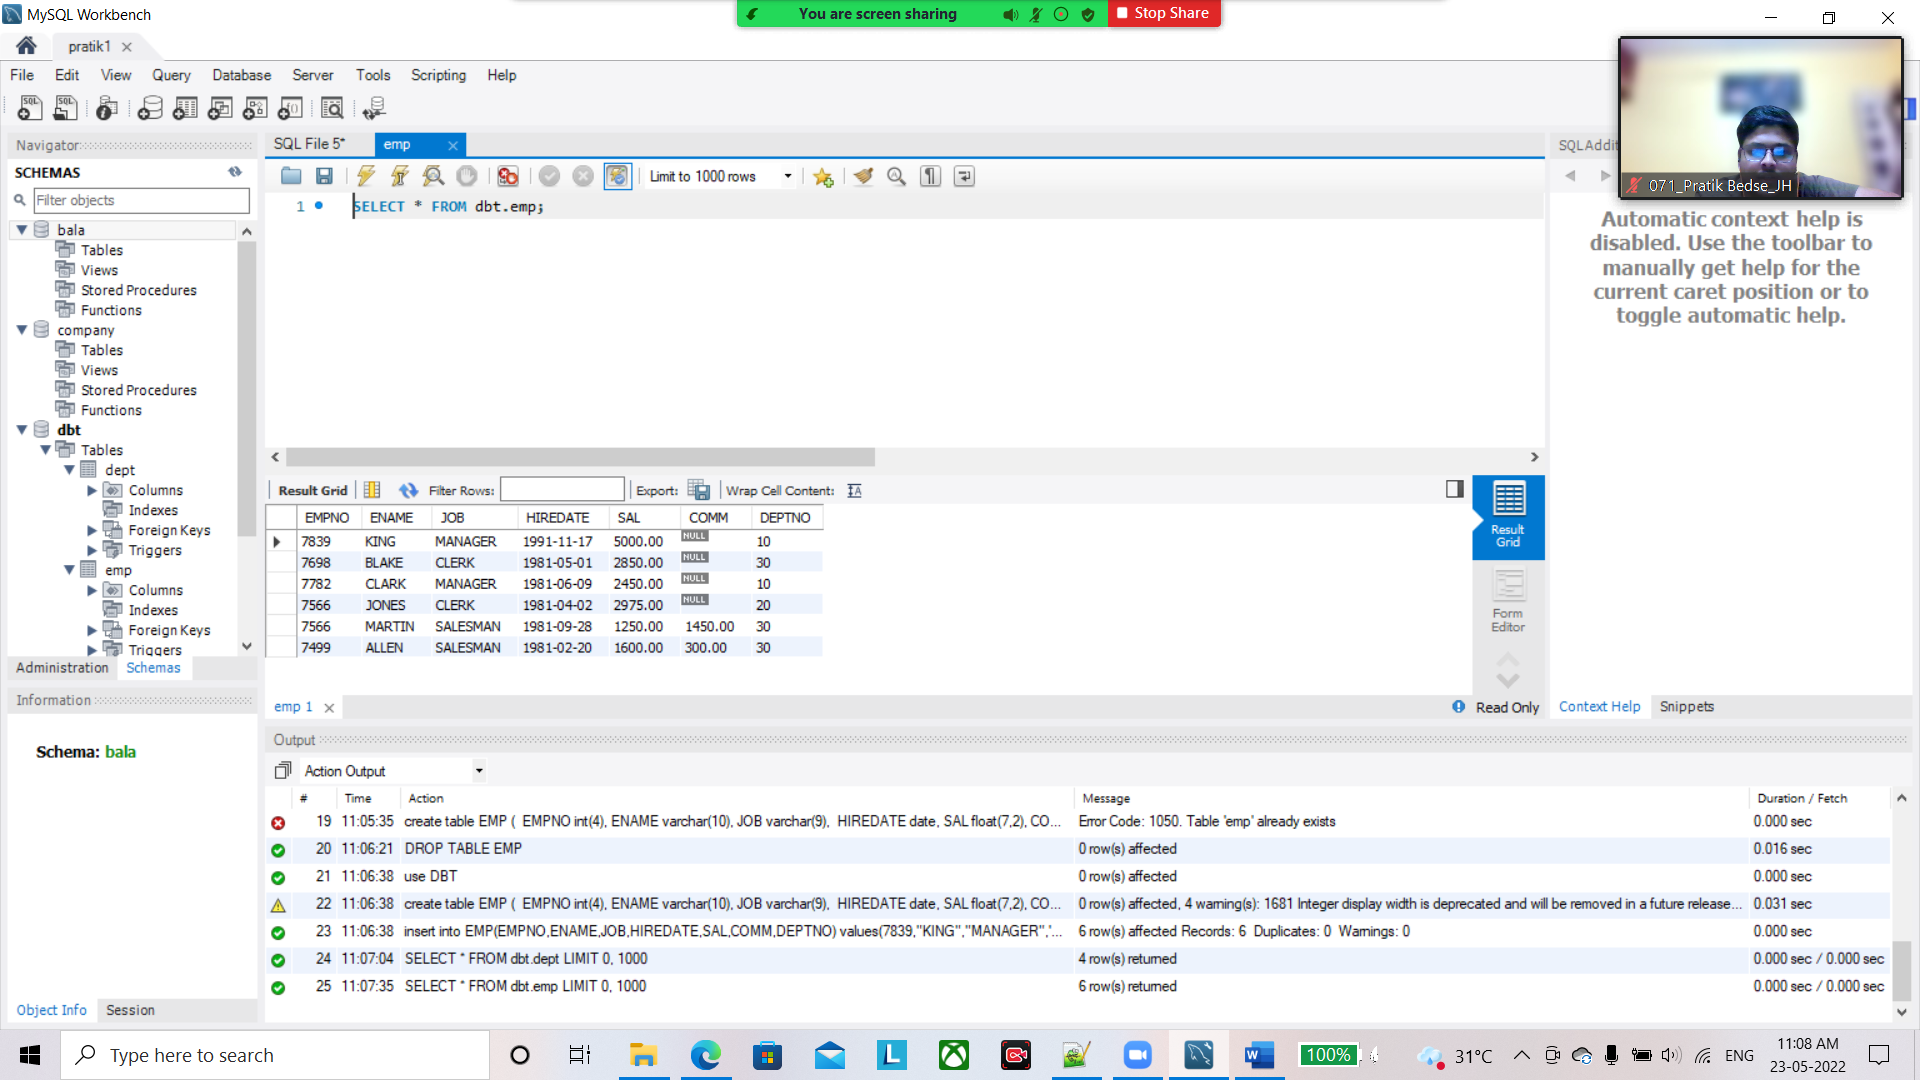 MySQL Workbench
You are screen sharing
Stop Share
pratik1
File Edit View Query Database Server Tools Scripting Help
Navigator
SCHEMAS
Filter objects
bala
Tables
Views
Stored Procedures
Functions
company
Tables
Views
Stored Procedures
Functions
dbt
Tables
dept
Columns
Indexes
Foreign Keys
Triggers
emp
Columns
Indexes
Foreign Keys
Triggers
Administration Schemas
Information
Schema: bala
Object Info Session
SQL File 5* emp
Limit to 1000 rows
1 SELECT * FROM dbt.emp;
Result Grid Filter Rows: Export: Wrap Cell Content:
EMPNO ENAME JOB HIREDATE SAL COMM DEPTNO
7839 KING MANAGER 1991-11-17 5000.00 NULL 10
7698 BLAKE CLERK 1981-05-01 2850.00 NULL 30
7782 CLARK MANAGER 1981-06-09 2450.00 NULL 10
7566 JONES CLERK 1981-04-02 2975.00 NULL 20
7566 MARTIN SALESMAN 1981-09-28 1250.00 1450.00 30
7499 ALLEN SALESMAN 1981-02-20 1600.00 300.00 30
Result
Grid
Form
Editor
emp 1
Read Only
SQLAddit
071_Pratik Bedse_JH
Automatic context help is
disabled. Use the toolbar to
manually get help for the
current caret position or to
toggle automatic help.
Context Help Snippets
Output
Action Output
# Time Action Message Duration / Fetch
19 11:05:35 create table EMP ( EMPNO int(4), ENAME varchar(10), JOB varchar(9), HIREDATE date, SAL float(7,2), CO... Error Code: 1050. Table 'emp' already exists 0.000 sec
20 11:06:21 DROP TABLE EMP 0 row(s) affected 0.016 sec
21 11:06:38 use DBT 0 row(s) affected 0.000 sec
22 11:06:38 create table EMP ( EMPNO int(4), ENAME varchar(10), JOB varchar(9), HIREDATE date, SAL float(7,2), CO... 0 row(s) affected, 4 warning(s): 1681 Integer display width is deprecated and will be removed in a future release... 0.031 sec
23 11:06:38 insert into EMP(EMPNO,ENAME,JOB,HIREDATE,SAL,COMM,DEPTNO) values(7839,"KING","MANAGER",'... 6 row(s) affected Records: 6 Duplicates: 0 Warnings: 0 0.000 sec
24 11:07:04 SELECT * FROM dbt.dept LIMIT 0, 1000 4 row(s) returned 0.000 sec / 0.000 sec
25 11:07:35 SELECT * FROM dbt.emp LIMIT 0, 1000 6 row(s) returned 0.000 sec / 0.000 sec
Type here to search
100%
31°C
ENG
11:08 AM
23-05-2022